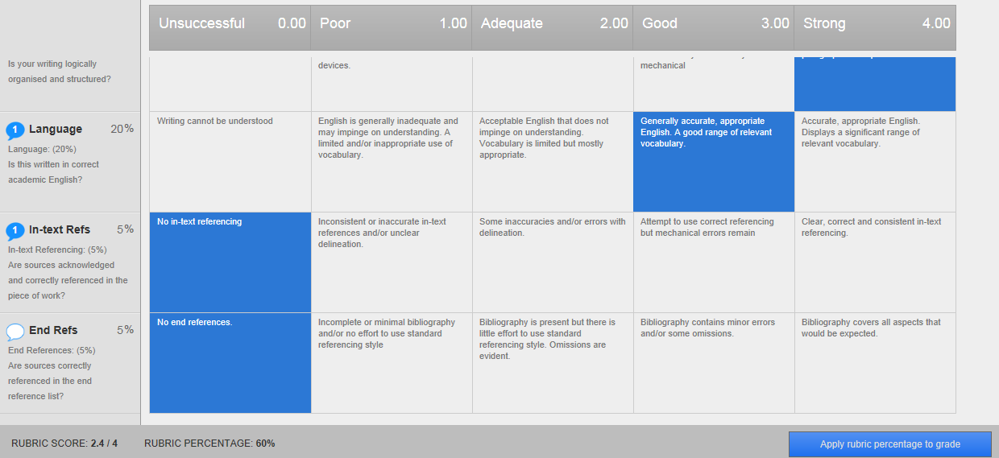 Unsuccessful 0.00 Poor 1.00 Adequate 2.00 Good 3.00 Strong 4.00
Is your writing logically
organised and structured?
devices.
mechanical
1 Language 20%
Language: (20%)
Is this written in correct
academic English?
Writing cannot be understood
English is generally inadequate and
may impinge on understanding. A
limited and/or inappropriate use of
vocabulary.
Acceptable English that does not
impinge on understanding.
Vocabulary is limited but mostly
appropriate.
Generally accurate, appropriate
English. A good range of relevant
vocabulary.
Accurate, appropriate English.
Displays a significant range of
relevant vocabulary.
1 In-text Refs 5%
In-text Referencing: (5%)
Are sources acknowledged
and correctly referenced in the
piece of work?
No in-text referencing
Inconsistent or inaccurate in-text
references and/or unclear
delineation.
Some inaccuracies and/or errors with
delineation.
Attempt to use correct referencing
but mechanical errors remain
Clear, correct and consistent in-text
referencing.
End Refs 5%
End References: (5%)
Are sources correctly
referenced in the end
reference list?
No end references.
Incomplete or minimal bibliography
and/or no effort to use standard
referencing style
Bibliography is present but there is
little effort to use standard
referencing style. Omissions are
evident.
Bibliography contains minor errors
and/or some omissions.
Bibliography covers all aspects that
would be expected.
RUBRIC SCORE: 2.4 / 4 RUBRIC PERCENTAGE: 60%
Apply rubric percentage to grade